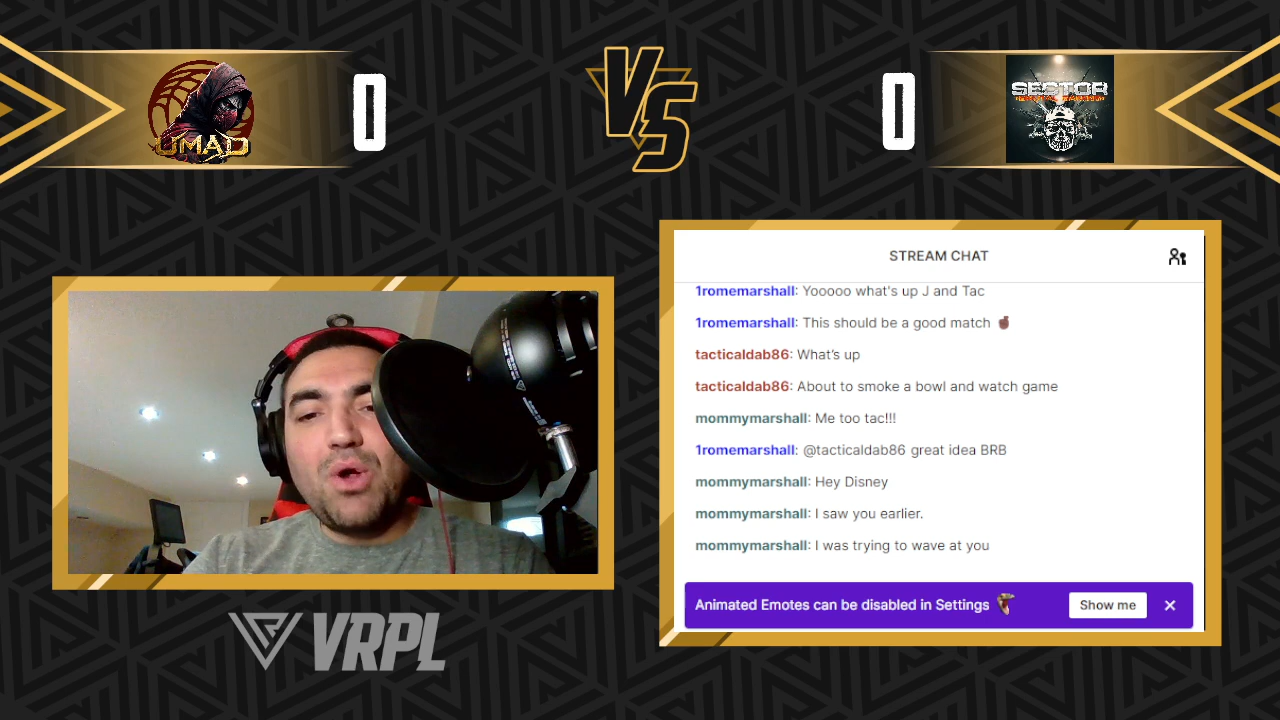 UMAD
0
VS
0
SECTOR
STREAM CHAT
1romemarshall: Yooooo what's up J and Tac
1romemarshall: This should be a good match
tacticaldab86: What's up
tacticaldab86: About to smoke a bowl and watch game
mommymarshall: Me too tac!!!
1romemarshall: @tacticaldab86 great idea BRB
mommymarshall: Hey Disney
mommymarshall: I saw you earlier.
mommymarshall: I was trying to wave at you
Animated Emotes can be disabled in Settings
Show me
VRPL